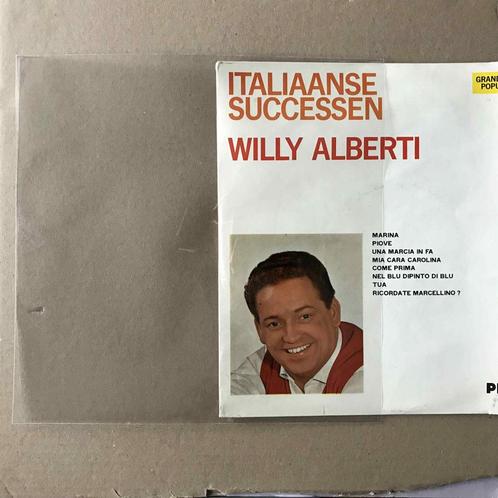 ITALIAANSE
SUCCESSEN
WILLY ALBERTI
MARINA
PIOVE
UNA MARCIA IN FA
MIA CARA CAROLINA
COME PRIMA
NEL BLU DIPINTO DI BLU
TUA
RICORDATE MARCELLINO ?